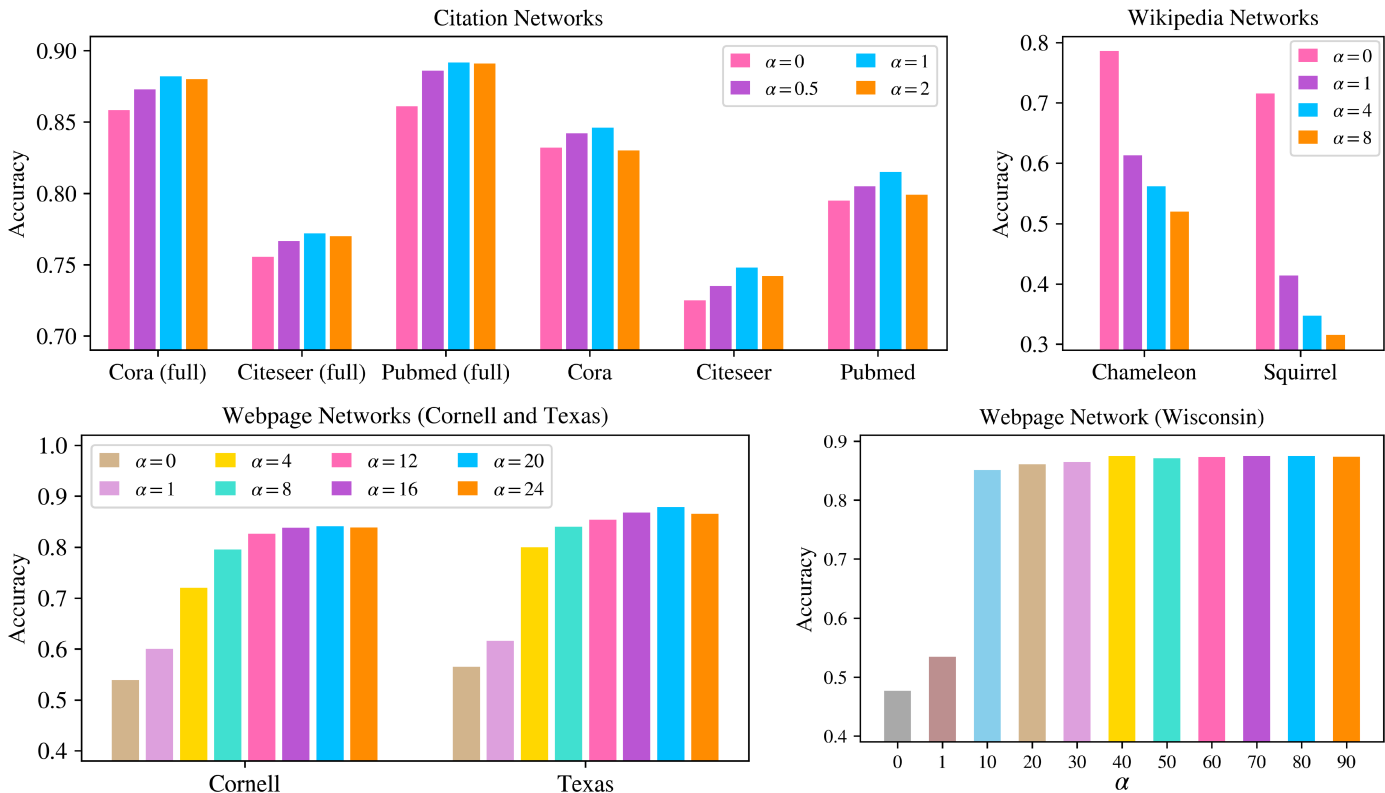 Citation Networks
Accuracy
0.90
0.85
0.80
0.75
0.70
α=0 α=1
α=0.5 α=2
Cora (full) Citeseer (full) Pubmed (full) Cora Citeseer Pubmed
Wikipedia Networks
Accuracy
0.8
0.7
0.6
0.5
0.4
0.3
α=0
α=1
α=4
α=8
Chameleon Squirrel
Webpage Networks (Cornell and Texas)
Accuracy
1.0
0.9
0.8
0.7
0.6
0.5
0.4
α=0 α=4 α=12 α=20
α=1 α=8 α=16 α=24
Cornell Texas
Webpage Network (Wisconsin)
Accuracy
0.9
0.8
0.7
0.6
0.5
0.4
0 1 10 20 30 40 50 60 70 80 90
α